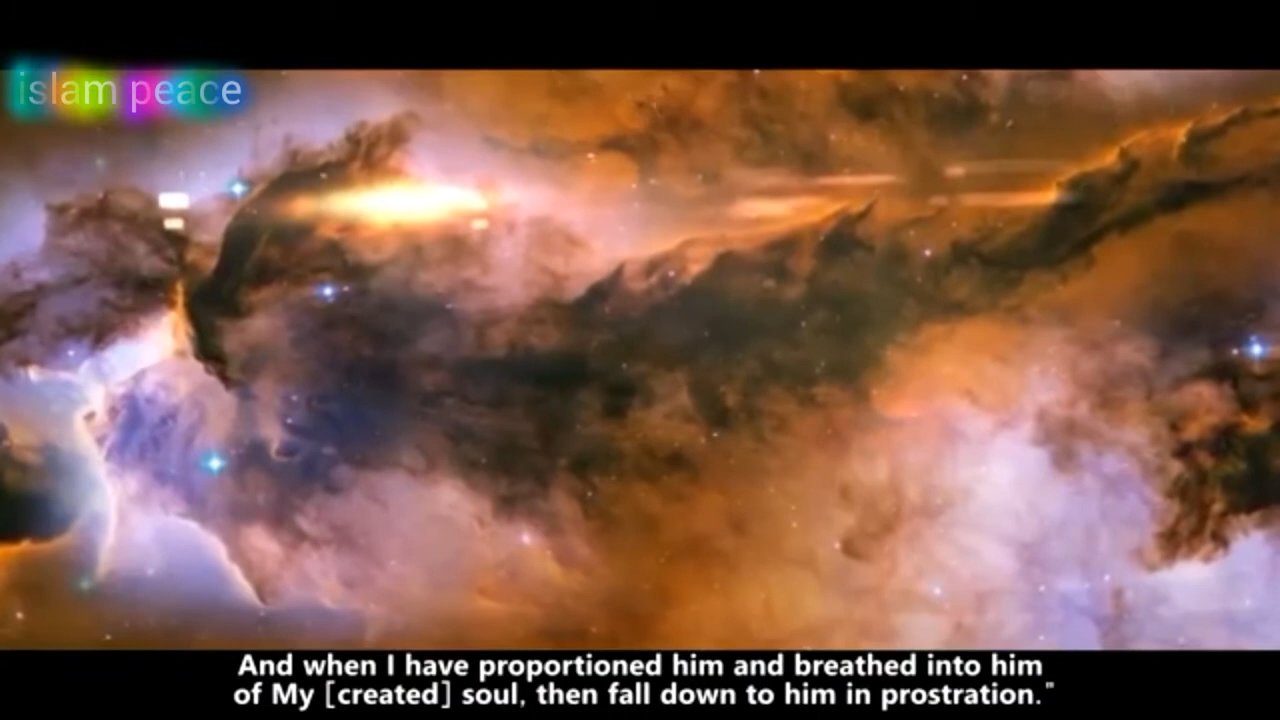 islam peace
And when I have proportioned him and breathed into him
of My [created] soul, then fall down to him in prostration."